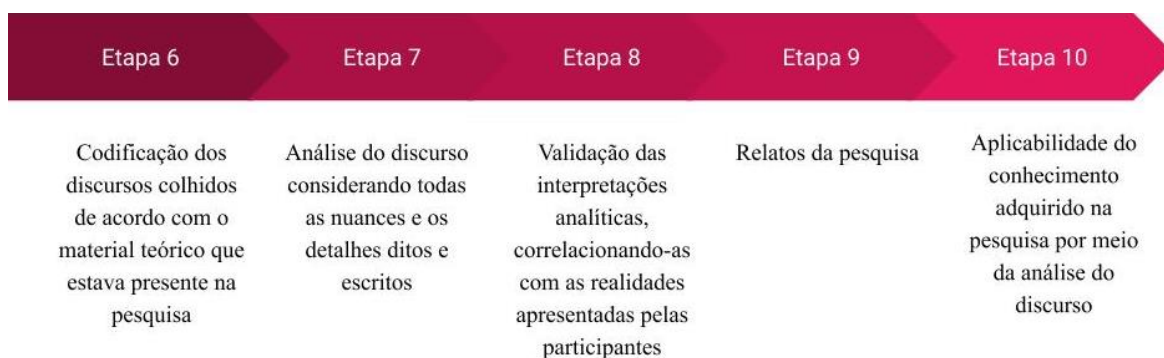 Etapa 6
Etapa 7
Etapa 8
Etapa 9
Etapa 10
Codificação dos
discursos colhidos
de acordo com o
material teórico que
estava presente na
pesquisa
Análise do discurso
considerando todas
as nuances e os
detalhes ditos e
escritos
Validação das
interpretações
analíticas,
correlacionando-as
com as realidades
apresentadas pelas
participantes
Relatos da pesquisa
Aplicabilidade do
conhecimento
adquirido na
pesquisa por meio
da análise do
discurso